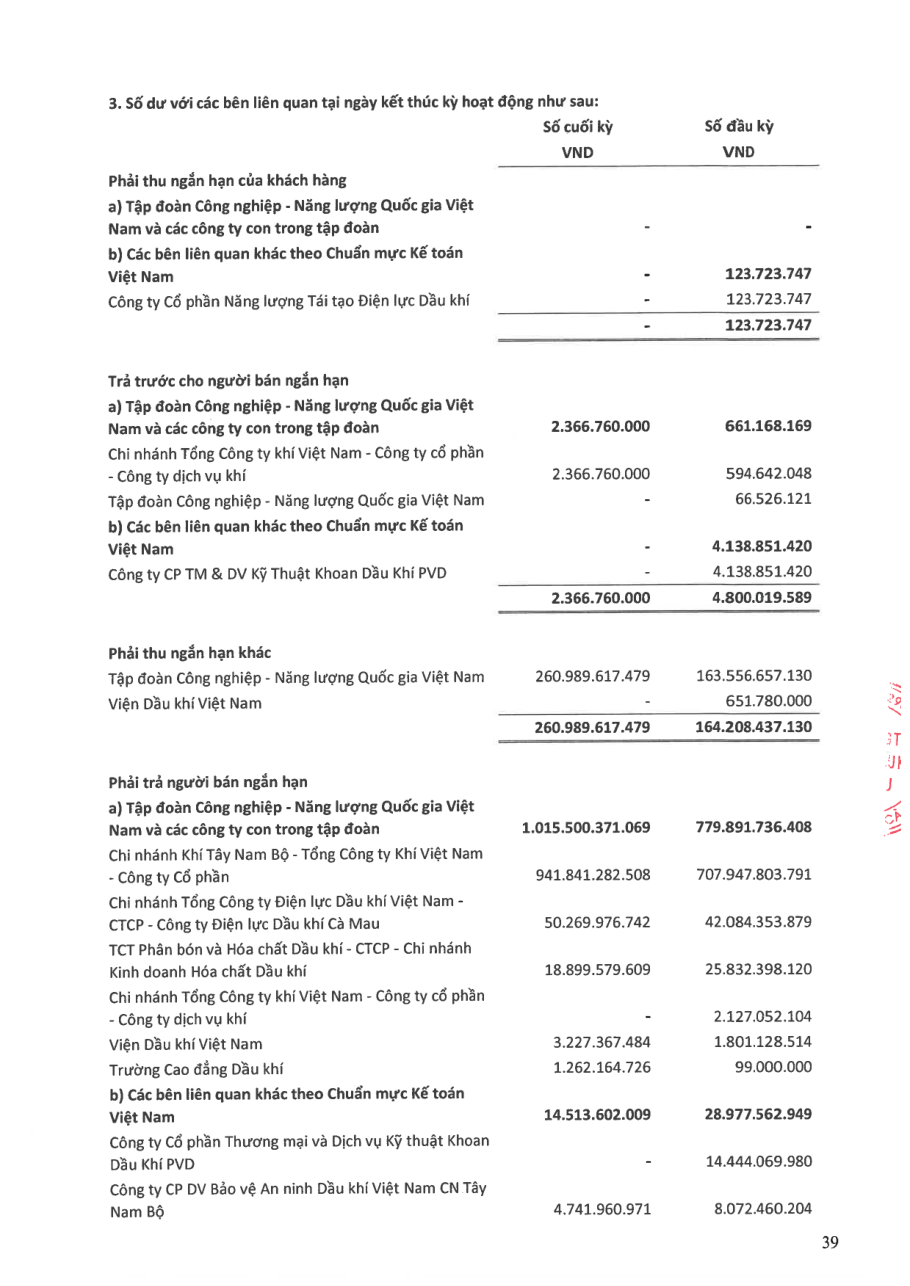 3. Số dư với các bên liên quan tại ngày kết thúc kỳ hoạt động như sau:
Số cuối kỳ Số đầu kỳ
VND VND
Phải thu ngắn hạn của khách hàng
a) Tập đoàn Công nghiệp - Năng lượng Quốc gia Việt
Nam và các công ty con trong tập đoàn - -
b) Các bên liên quan khác theo Chuẩn mực Kế toán
Việt Nam - 123.723.747
Công ty Cổ phần Năng lượng Tái tạo Điện lực Dầu khí - 123.723.747
- 123.723.747
Trả trước cho người bán ngắn hạn
a) Tập đoàn Công nghiệp - Năng lượng Quốc gia Việt
Nam và các công ty con trong tập đoàn 2.366.760.000 661.168.169
Chi nhánh Tổng Công ty khí Việt Nam - Công ty cổ phần
- Công ty dịch vụ khí 2.366.760.000 594.642.048
Tập đoàn Công nghiệp - Năng lượng Quốc gia Việt Nam - 66.526.121
b) Các bên liên quan khác theo Chuẩn mực Kế toán
Việt Nam - 4.138.851.420
Công ty CP TM & DV Kỹ Thuật Khoan Dầu Khí PVD - 4.138.851.420
2.366.760.000 4.800.019.589
Phải thu ngắn hạn khác
Tập đoàn Công nghiệp - Năng lượng Quốc gia Việt Nam 260.989.617.479 163.556.657.130
Viện Dầu khí Việt Nam - 651.780.000
260.989.617.479 164.208.437.130
Phải trả người bán ngắn hạn
a) Tập đoàn Công nghiệp - Năng lượng Quốc gia Việt
Nam và các công ty con trong tập đoàn 1.015.500.371.069 779.891.736.408
Chi nhánh Khí Tây Nam Bộ - Tổng Công ty Khí Việt Nam
- Công ty Cổ phần 941.841.282.508 707.947.803.791
Chi nhánh Tổng Công ty Điện lực Dầu khí Việt Nam -
CTCP - Công ty Điện lực Dầu khí Cà Mau 50.269.976.742 42.084.353.879
TCT Phân bón và Hóa chất Dầu khí - CTCP - Chi nhánh
Kinh doanh Hóa chất Dầu khí 18.899.579.609 25.832.398.120
Chi nhánh Tổng Công ty khí Việt Nam - Công ty cổ phần
- Công ty dịch vụ khí - 2.127.052.104
Viện Dầu khí Việt Nam 3.227.367.484 1.801.128.514
Trường Cao đẳng Dầu khí 1.262.164.726 99.000.000
b) Các bên liên quan khác theo Chuẩn mực Kế toán
Việt Nam 14.513.602.009 28.977.562.949
Công ty Cổ phần Thương mại và Dịch vụ Kỹ thuật Khoan
Dầu Khí PVD - 14.444.069.980
Công ty CP DV Bảo vệ An ninh Dầu khí Việt Nam CN Tây
Nam Bộ 4.741.960.971 8.072.460.204
39